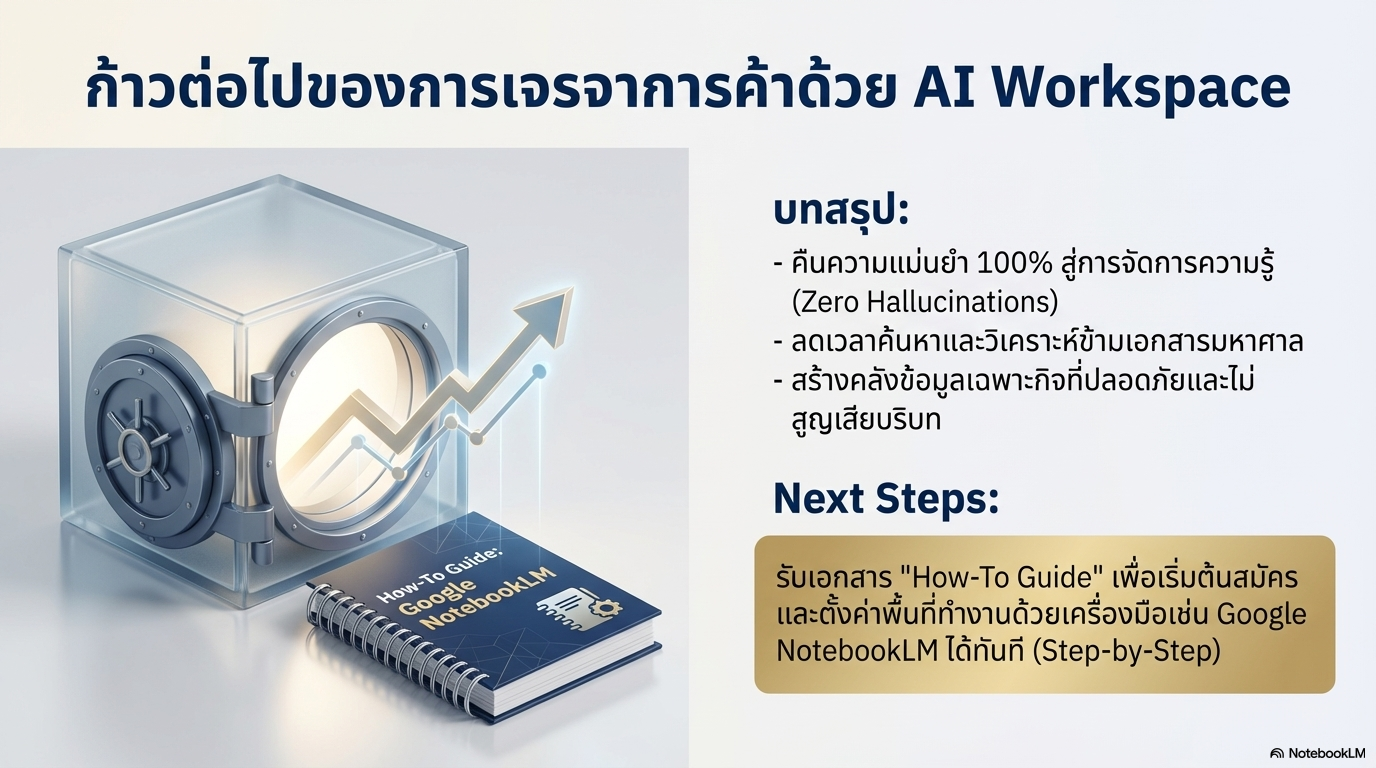 ก้าวต่อไปของการเจรจาการค้าด้วย AI Workspace
บทสรุป:
- คืนความแม่นยำ 100% สู่การจัดการความรู้
(Zero Hallucinations)
- ลดเวลาค้นหาและวิเคราะห์ข้ามเอกสารมหาศาล
- สร้างคลังข้อมูลเฉพาะกิจที่ปลอดภัยและไม่
สูญเสียบริบท
How-To Guide:
Google
NotebookLM
Next Steps:
รับเอกสาร "How-To Guide" เพื่อเริ่มต้นสมัคร
และตั้งค่าพื้นที่ทำงานด้วยเครื่องมือเช่น Google
NotebookLM ได้ทันที (Step-by-Step)
NotebookLM